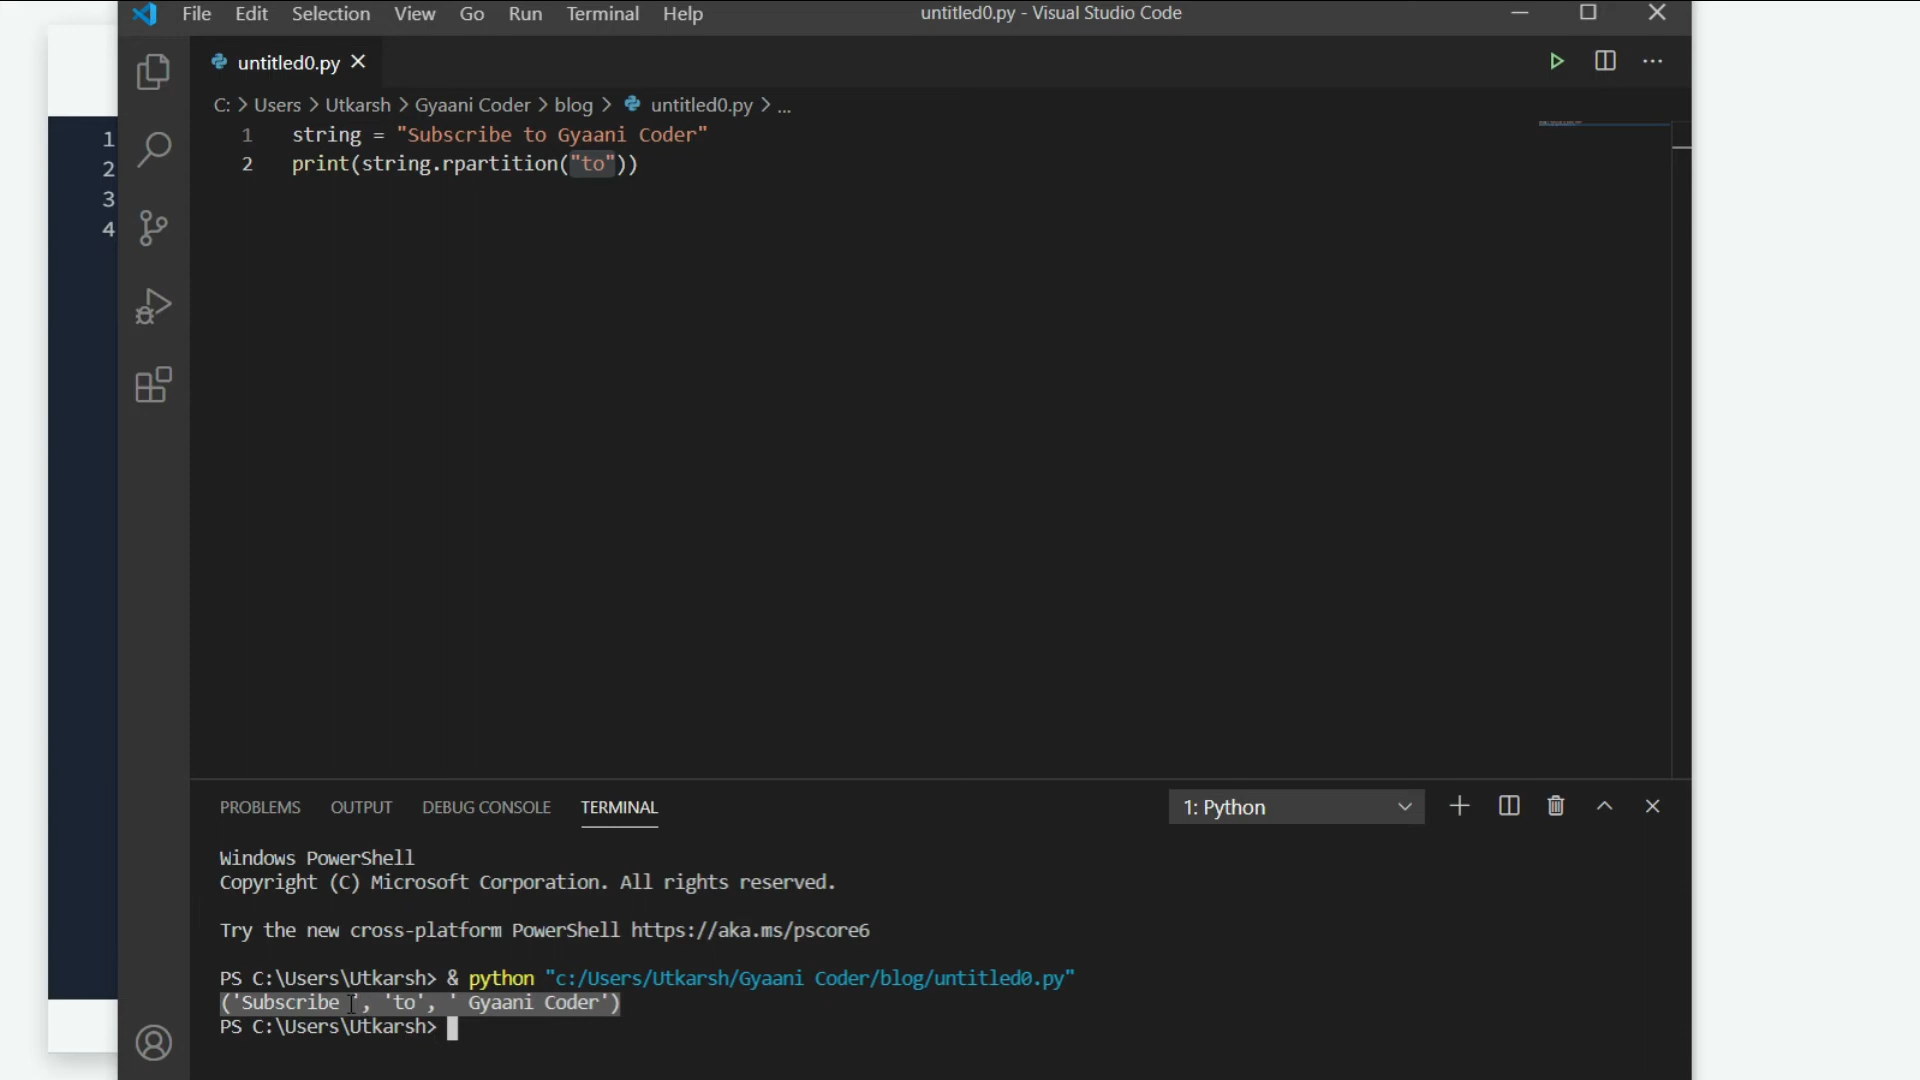 File Edit Selection View Go Run Terminal Help untitled0.py - Visual Studio Code
untitled0.py
C: > Users > Utkarsh > Gyaani Coder > blog > untitled0.py > ...
1
2
3
4
1 string = "Subscribe to Gyaani Coder"
2 print(string.rpartition("to"))
PROBLEMS OUTPUT DEBUG CONSOLE TERMINAL 1: Python
Windows PowerShell
Copyright (C) Microsoft Corporation. All rights reserved.
Try the new cross-platform PowerShell https://aka.ms/pscore6
PS C:\Users\Utkarsh> & python "c:/Users/Utkarsh/Gyaani Coder/blog/untitled0.py"
('Subscribe ', 'to', ' Gyaani Coder')
PS C:\Users\Utkarsh>